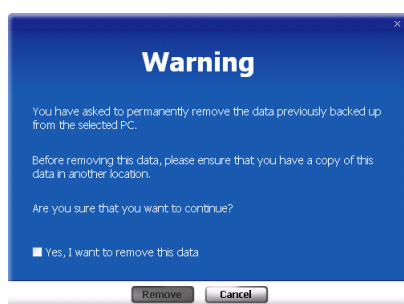 Warning
You have asked to permanently remove the data previously backed up
from the selected PC.
Before removing this data, please ensure that you have a copy of this
data in another location.
Are you sure that you want to continue?
Yes, I want to remove this data
Remove Cancel